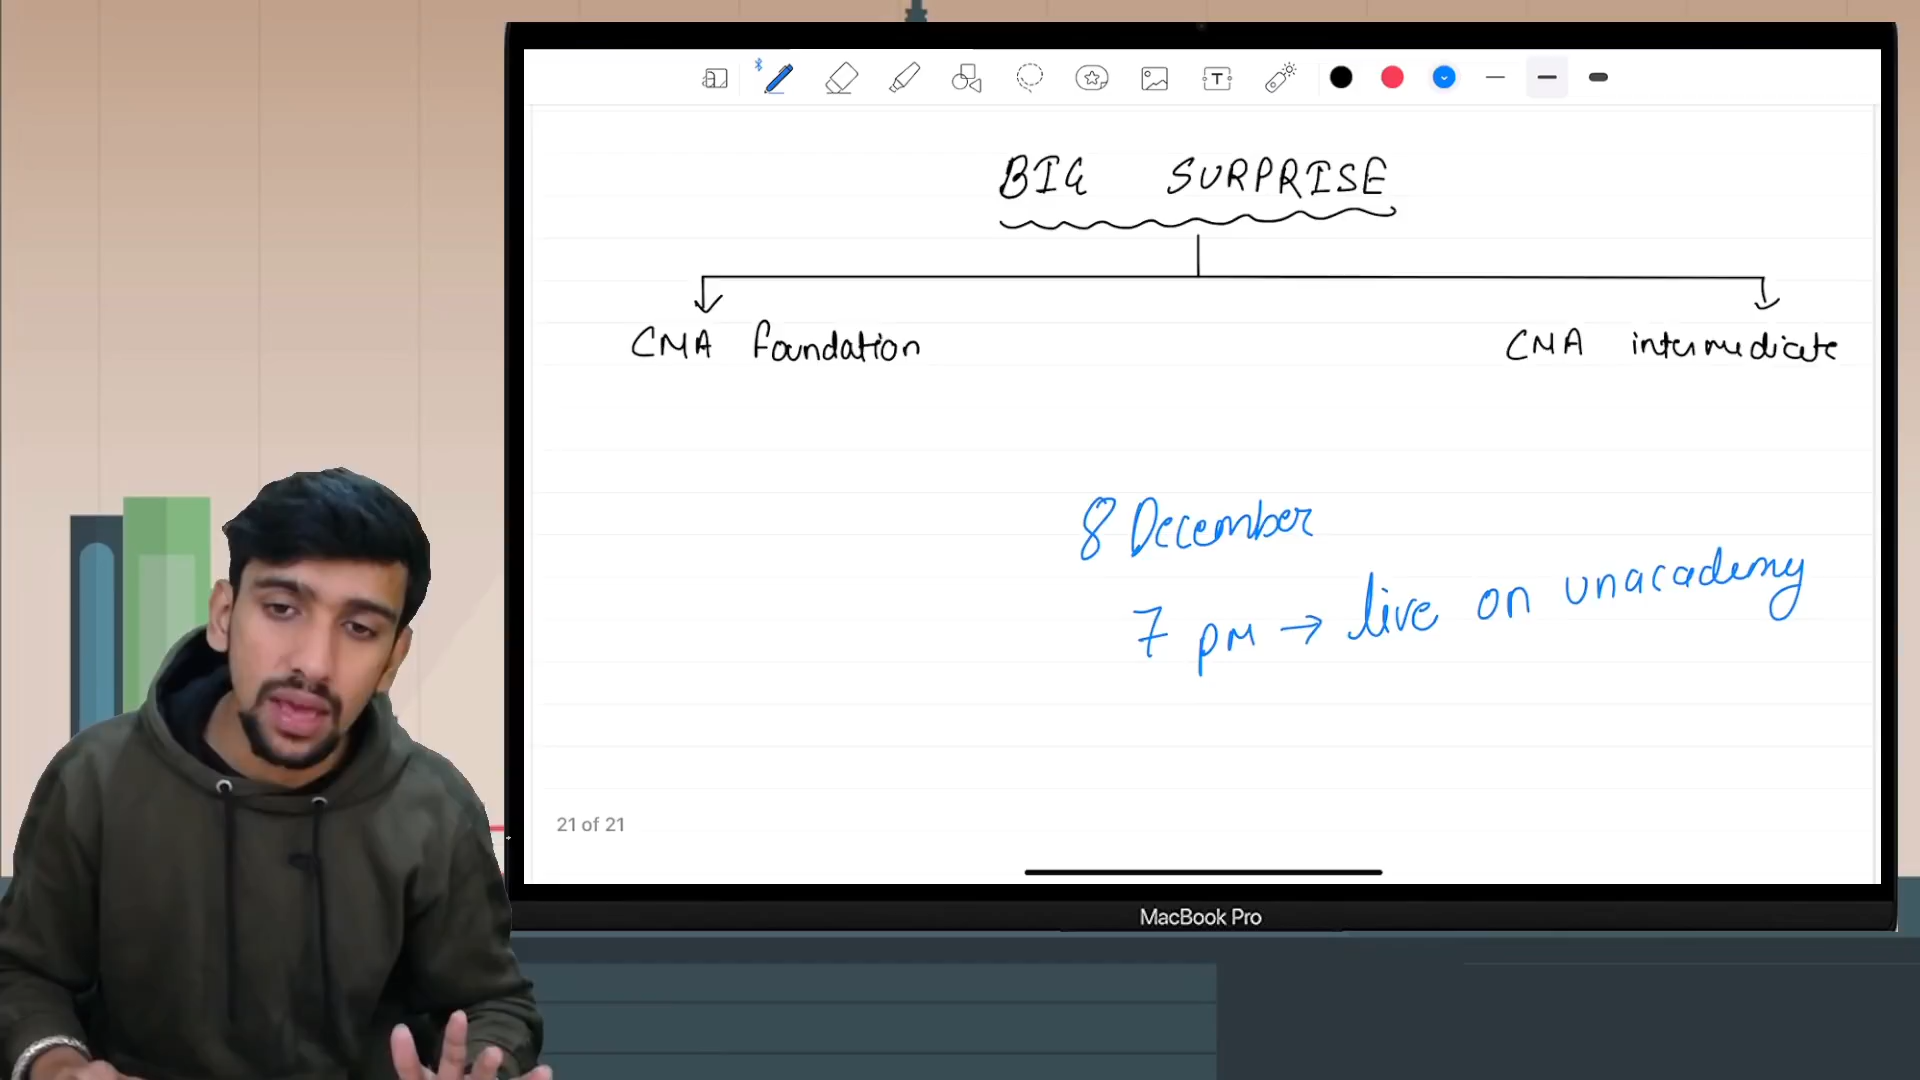 BIG SURPRISE
CMA foundation
CMA intermediate
8 December
7 pm → live on unacademy
21 of 21
MacBook Pro